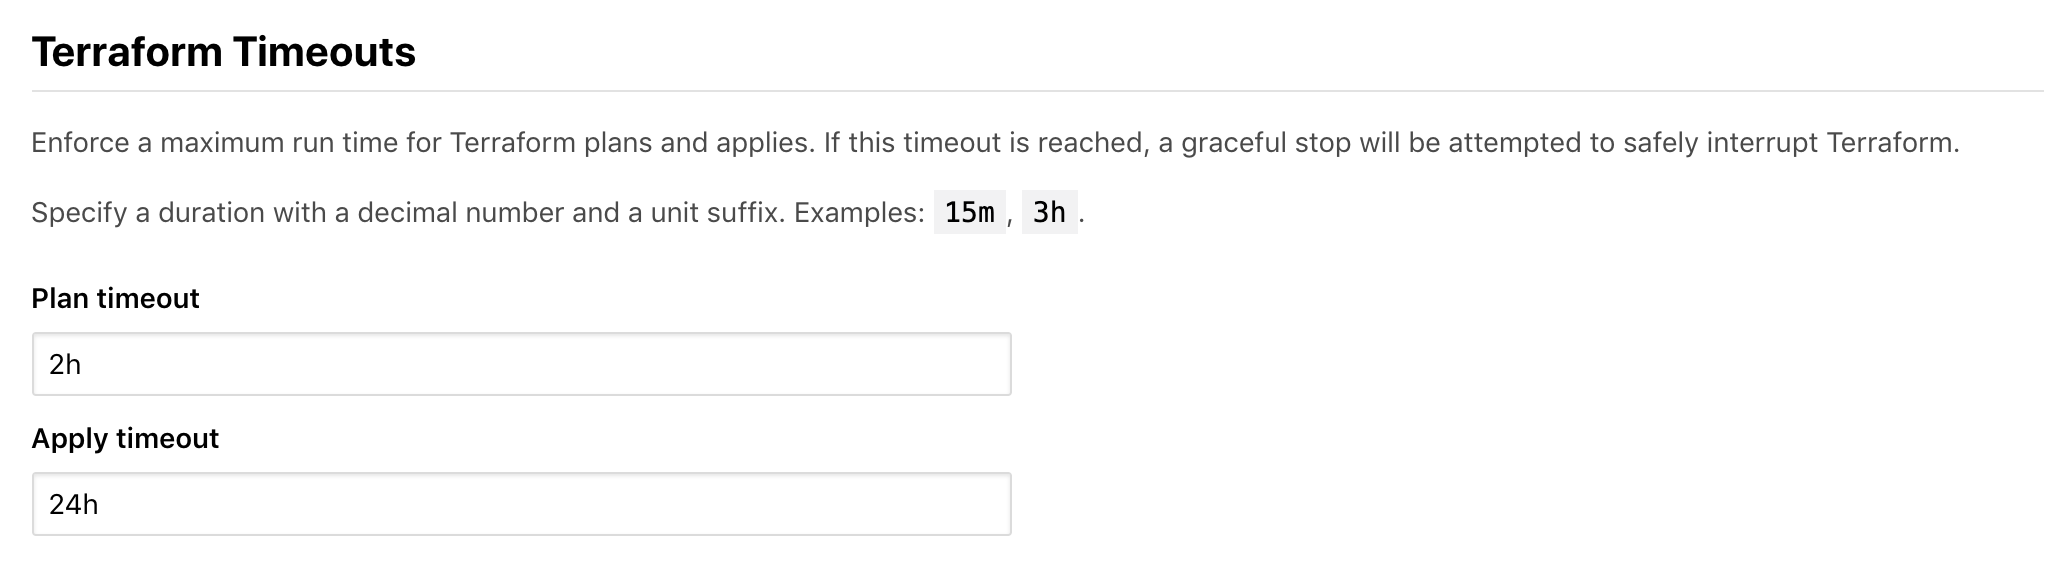 Terraform Timeouts
Enforce a maximum run time for Terraform plans and applies. If this timeout is reached, a graceful stop will be attempted to safely interrupt Terraform.
Specify a duration with a decimal number and a unit suffix. Examples: 15m, 3h.
Plan timeout
2h
Apply timeout
24h